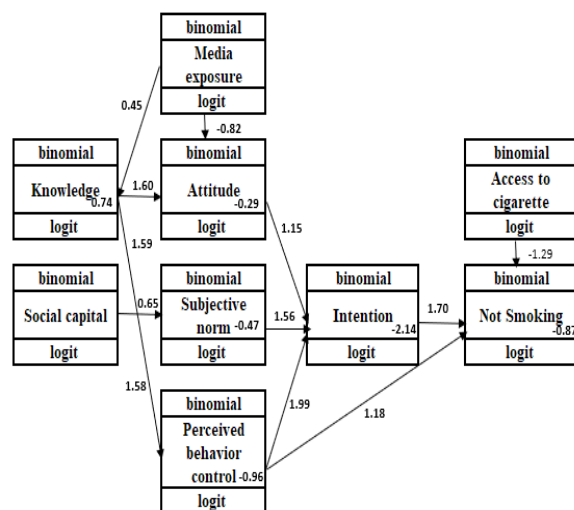 binomial
Media
exposure
logit
0.45
-0.82
binomial
Knowledge
0.74
logit
1.60
binomial
Attitude
-0.29
logit
binomial
Access to
cigarette
logit
1.59
1.15
-1.29
binomial
Social capital
logit
0.65
binomial
Subjective
norm
-0.47
logit
1.56
binomial
Intention
-2.14
logit
1.70
binomial
Not Smoking
-0.87
logit
1.58
1.99
1.18
binomial
Perceived
behavior
control
-0.96
logit